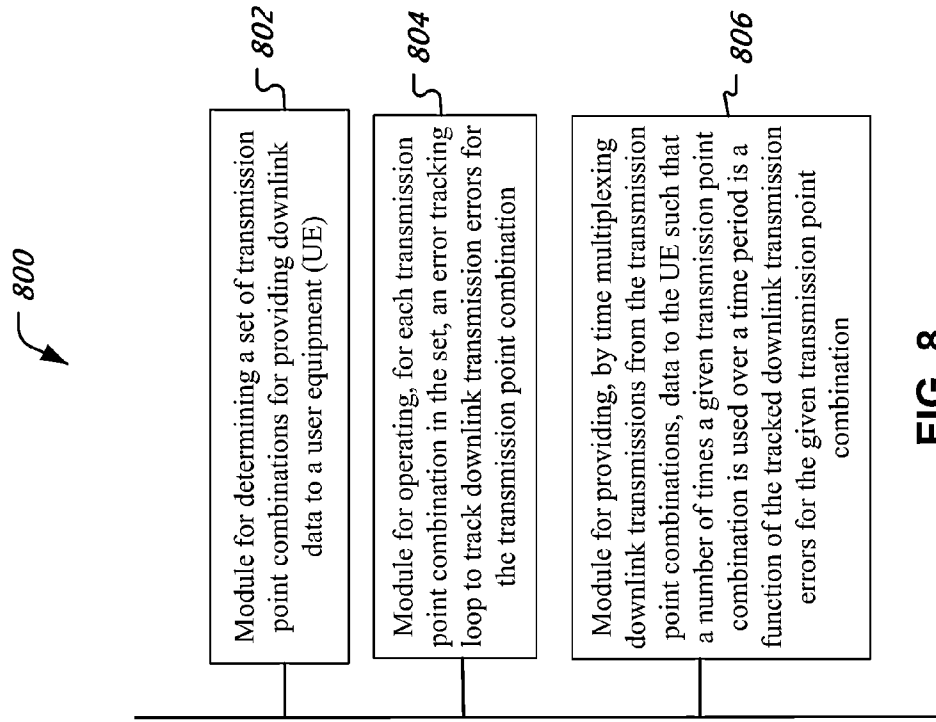 800
Module for determining a set of transmission
point combinations for providing downlink
data to a user equipment (UE)
802
Module for operating, for each transmission
point combination in the set, an error tracking
loop to track downlink transmission errors for
the transmission point combination
804
Module for providing, by time multiplexing
downlink transmissions from the transmission
point combinations, data to the UE such that
a number of times a given transmission point
combination is used over a time period is a
function of the tracked downlink transmission
errors for the given transmission point
combination
806
FIG. 8